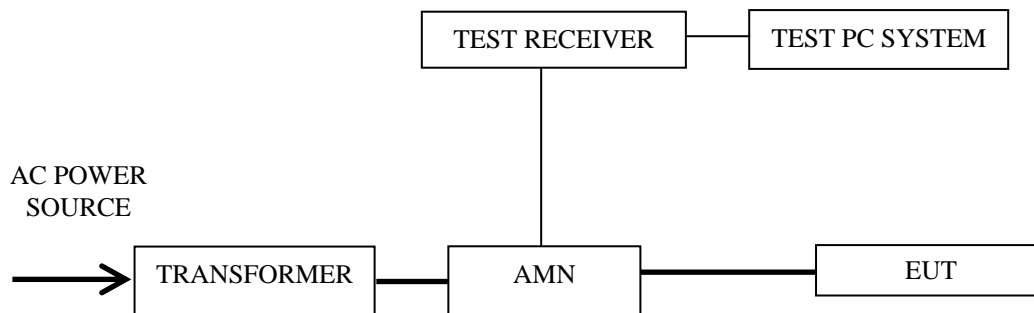 TEST RECEIVER
TEST PC SYSTEM
AC POWER
SOURCE
TRANSFORMER
AMN
EUT